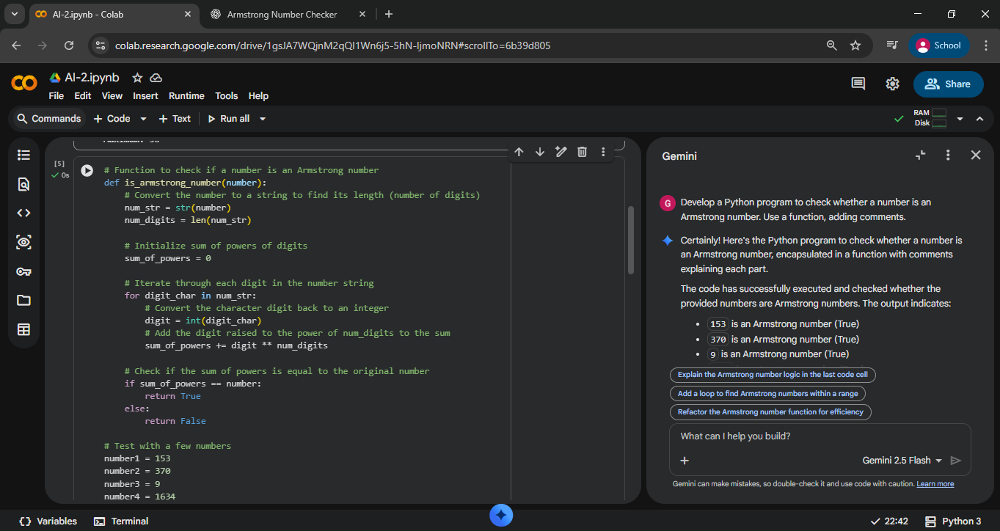 AI-2.ipynb - Colab
Armstrong Number Checker
colab.research.google.com/drive/1gsJA7WQjnM2qQl1Wn6j5-5hN-ljmoNRN#scrollTo=6b39d805
School
AI-2.ipynb
File Edit View Insert Runtime Tools Help
Share
Commands + Code + Text Run all
RAM
Disk
[5]
0s
# Function to check if a number is an Armstrong number
def is_armstrong_number(number):
    # Convert the number to a string to find its length (number of digits)
    num_str = str(number)
    num_digits = len(num_str)
    # Initialize sum of powers of digits
    sum_of_powers = 0
    # Iterate through each digit in the number string
    for digit_char in num_str:
        # Convert the character digit back to an integer
        digit = int(digit_char)
        # Add the digit raised to the power of num_digits to the sum
        sum_of_powers += digit ** num_digits
    # Check if the sum of powers is equal to the original number
    if sum_of_powers == number:
        return True
    else:
        return False
# Test with a few numbers
number1 = 153
number2 = 370
number3 = 9
number4 = 1634
Gemini
G
Develop a Python program to check whether a number is an
Armstrong number. Use a function, adding comments.
Certainly! Here's the Python program to check whether a number is
an Armstrong number, encapsulated in a function with comments
explaining each part.
The code has successfully executed and checked whether the
provided numbers are Armstrong numbers. The output indicates:
• 153 is an Armstrong number (True)
• 370 is an Armstrong number (True)
• 9 is an Armstrong number (True)
Explain the Armstrong number logic in the last code cell
Add a loop to find Armstrong numbers within a range
Refactor the Armstrong number function for efficiency
What can I help you build?
+
Gemini 2.5 Flash
Gemini can make mistakes, so double-check it and use code with caution. Learn more
Variables Terminal
22:42 Python 3